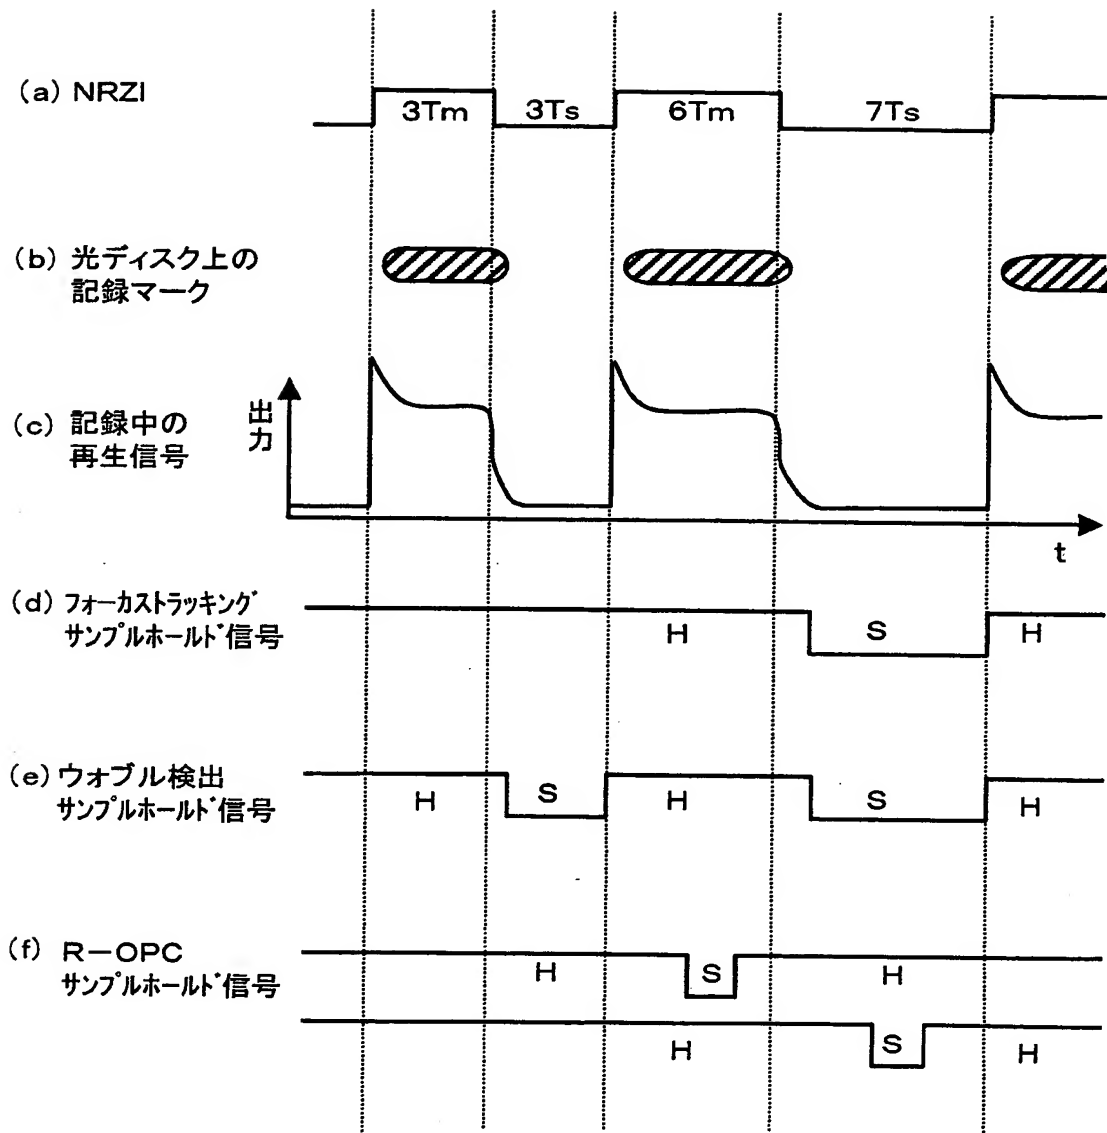 (a) NRZI
3Tm
3Ts
6Tm
7Ts
(b) 光ディスク上の
記録マーク
(c) 記録中の
再生信号
出
力
t
(d) フォーカストラッキング
サンプルホールド信号
H
S
H
(e) ウォブル検出
サンプルホールド信号
H
S
H
S
H
(f) R-OPC
サンプルホールド信号
H
S
H
H
S
H